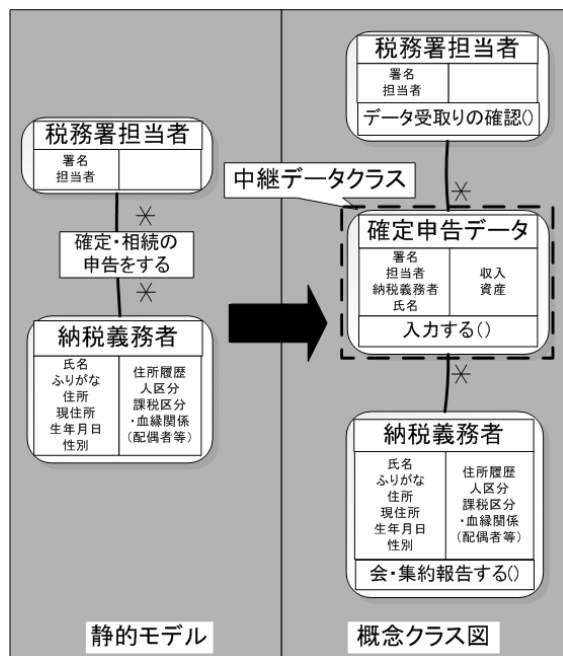 税務署担当者
署名
担当者
*
確定・相続の
申告をする
*
納税義務者
氏名
ふりがな
住所
現住所
生年月日
性別
住所履歴
人区分
課税区分
・血縁関係
(配偶者等)
静的モデル
税務署担当者
署名
担当者
データ受取りの確認()
中継データクラス
*
確定申告データ
署名
担当者
納税義務者
氏名
収入
資産
入力する()
*
納税義務者
氏名
ふりがな
住所
現住所
生年月日
性別
住所履歴
人区分
課税区分
・血縁関係
(配偶者等)
会・集約報告する()
概念クラス図